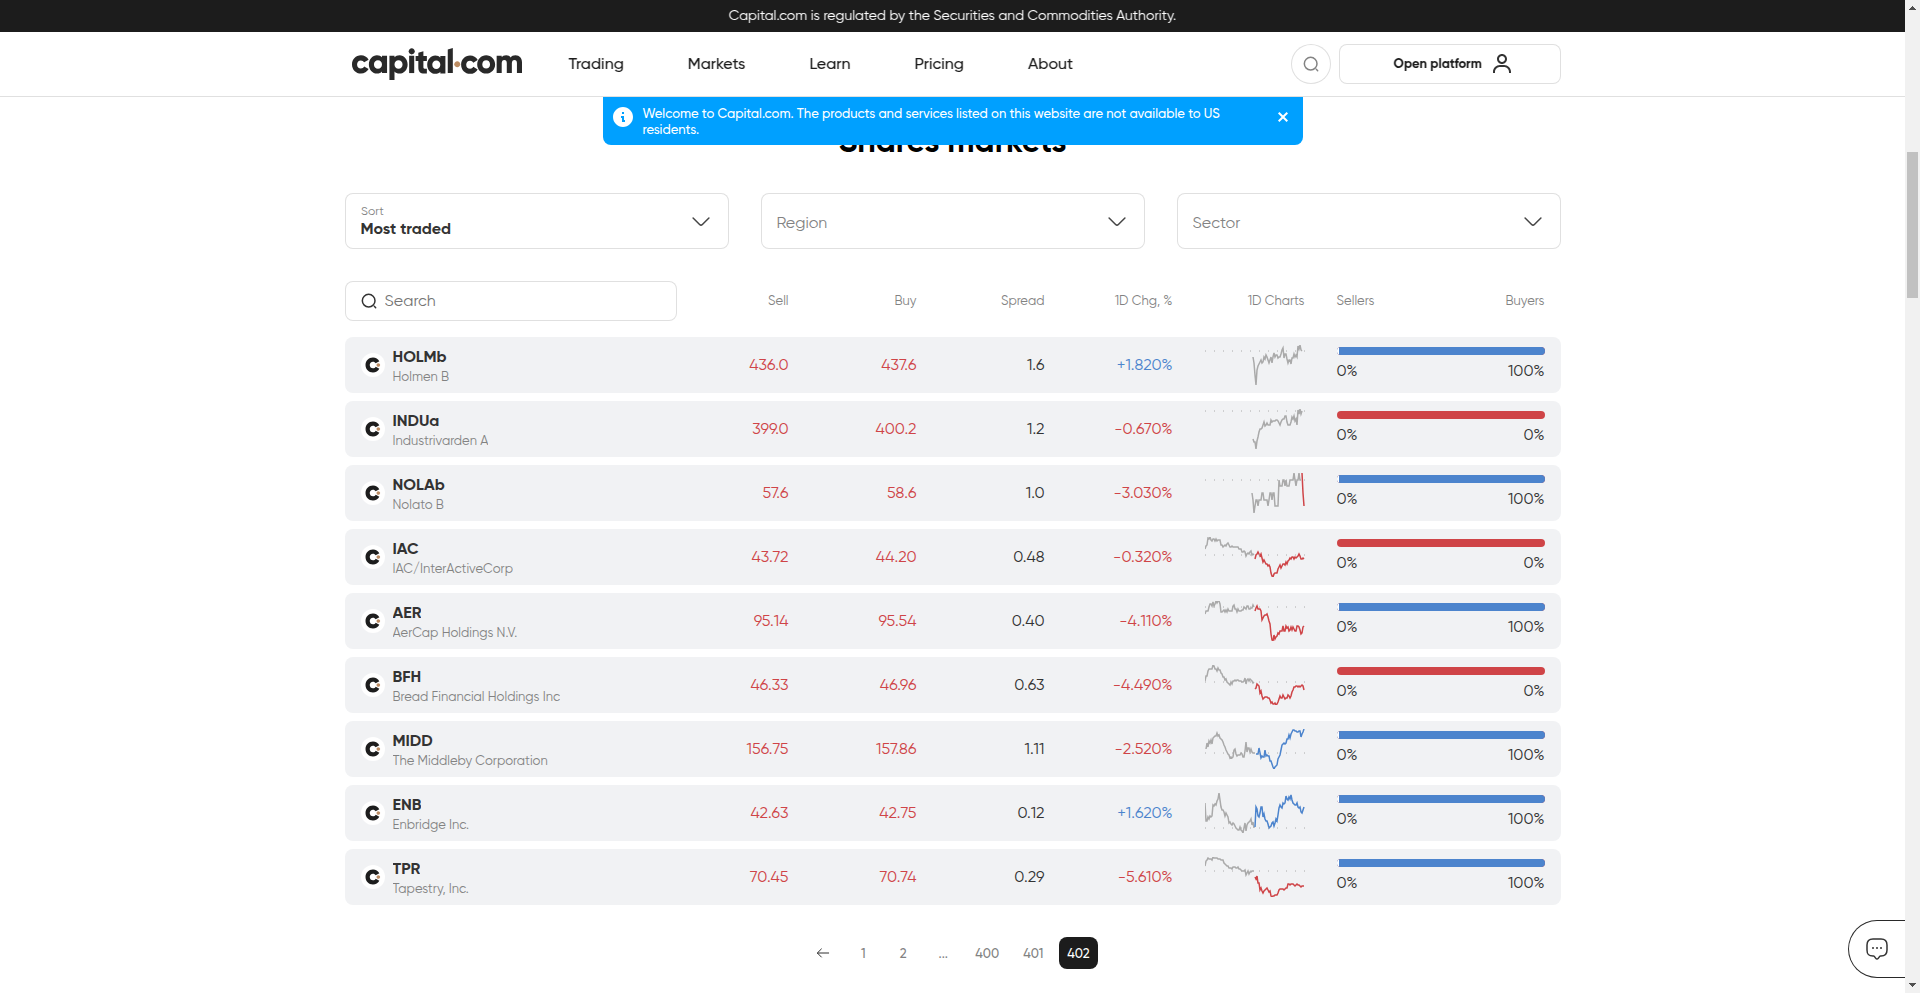 Capital.com is regulated by the Securities and Commodities Authority.
capital.com Trading Markets Learn Pricing About Open platform
Welcome to Capital.com. The products and services listed on this website are not available to US
residents.
Shares markets
Sort
Most traded
Region
Sector
Search Sell Buy Spread 1D Chg, % 1D Charts Sellers Buyers
HOLMb
Holmen B
436.0 437.6 1.6 +1.820% 0% 100%
INDUa
Industrivarden A
399.0 400.2 1.2 -0.670% 0% 0%
NOLAb
Nolato B
57.6 58.6 1.0 -3.030% 0% 100%
IAC
IAC/InterActiveCorp
43.72 44.20 0.48 -0.320% 0% 0%
AER
AerCap Holdings N.V.
95.14 95.54 0.40 -4.110% 0% 100%
BFH
Bread Financial Holdings Inc
46.33 46.96 0.63 -4.490% 0% 0%
MIDD
The Middleby Corporation
156.75 157.86 1.11 -2.520% 0% 100%
ENB
Enbridge Inc.
42.63 42.75 0.12 +1.620% 0% 100%
TPR
Tapestry, Inc.
70.45 70.74 0.29 -5.610% 0% 100%
1 2 ... 400 401 402